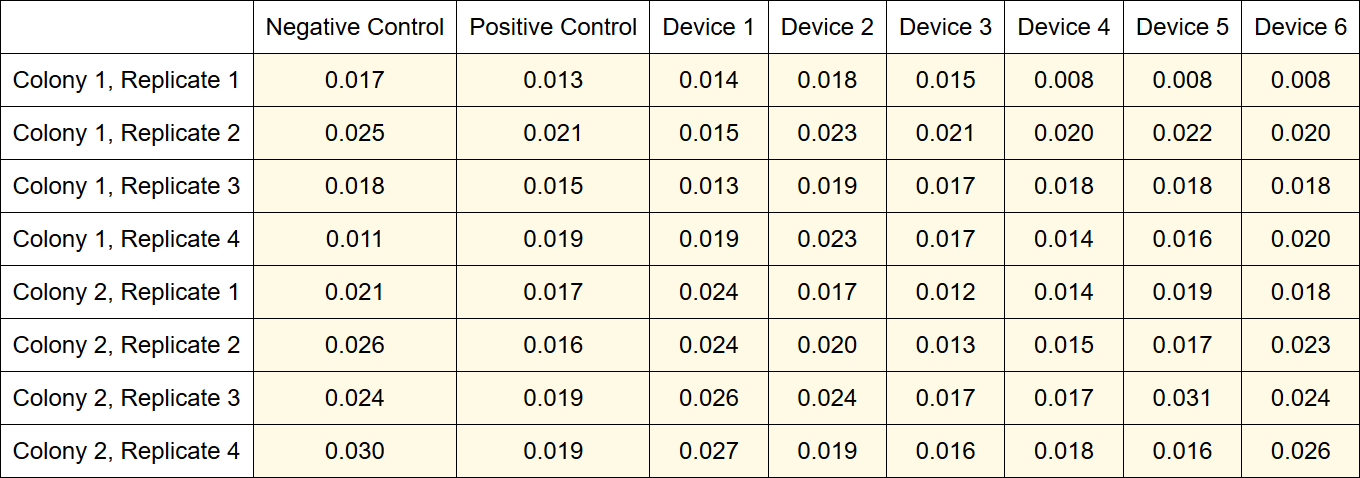 Negative Control Positive Control Device 1 Device 2 Device 3 Device 4 Device 5 Device 6
Colony 1, Replicate 1 0.017 0.013 0.014 0.018 0.015 0.008 0.008 0.008
Colony 1, Replicate 2 0.025 0.021 0.015 0.023 0.021 0.020 0.022 0.020
Colony 1, Replicate 3 0.018 0.015 0.013 0.019 0.017 0.018 0.018 0.018
Colony 1, Replicate 4 0.011 0.019 0.019 0.023 0.017 0.014 0.016 0.020
Colony 2, Replicate 1 0.021 0.017 0.024 0.017 0.012 0.014 0.019 0.018
Colony 2, Replicate 2 0.026 0.016 0.024 0.020 0.013 0.015 0.017 0.023
Colony 2, Replicate 3 0.024 0.019 0.026 0.024 0.017 0.017 0.031 0.024
Colony 2, Replicate 4 0.030 0.019 0.027 0.019 0.016 0.018 0.016 0.026